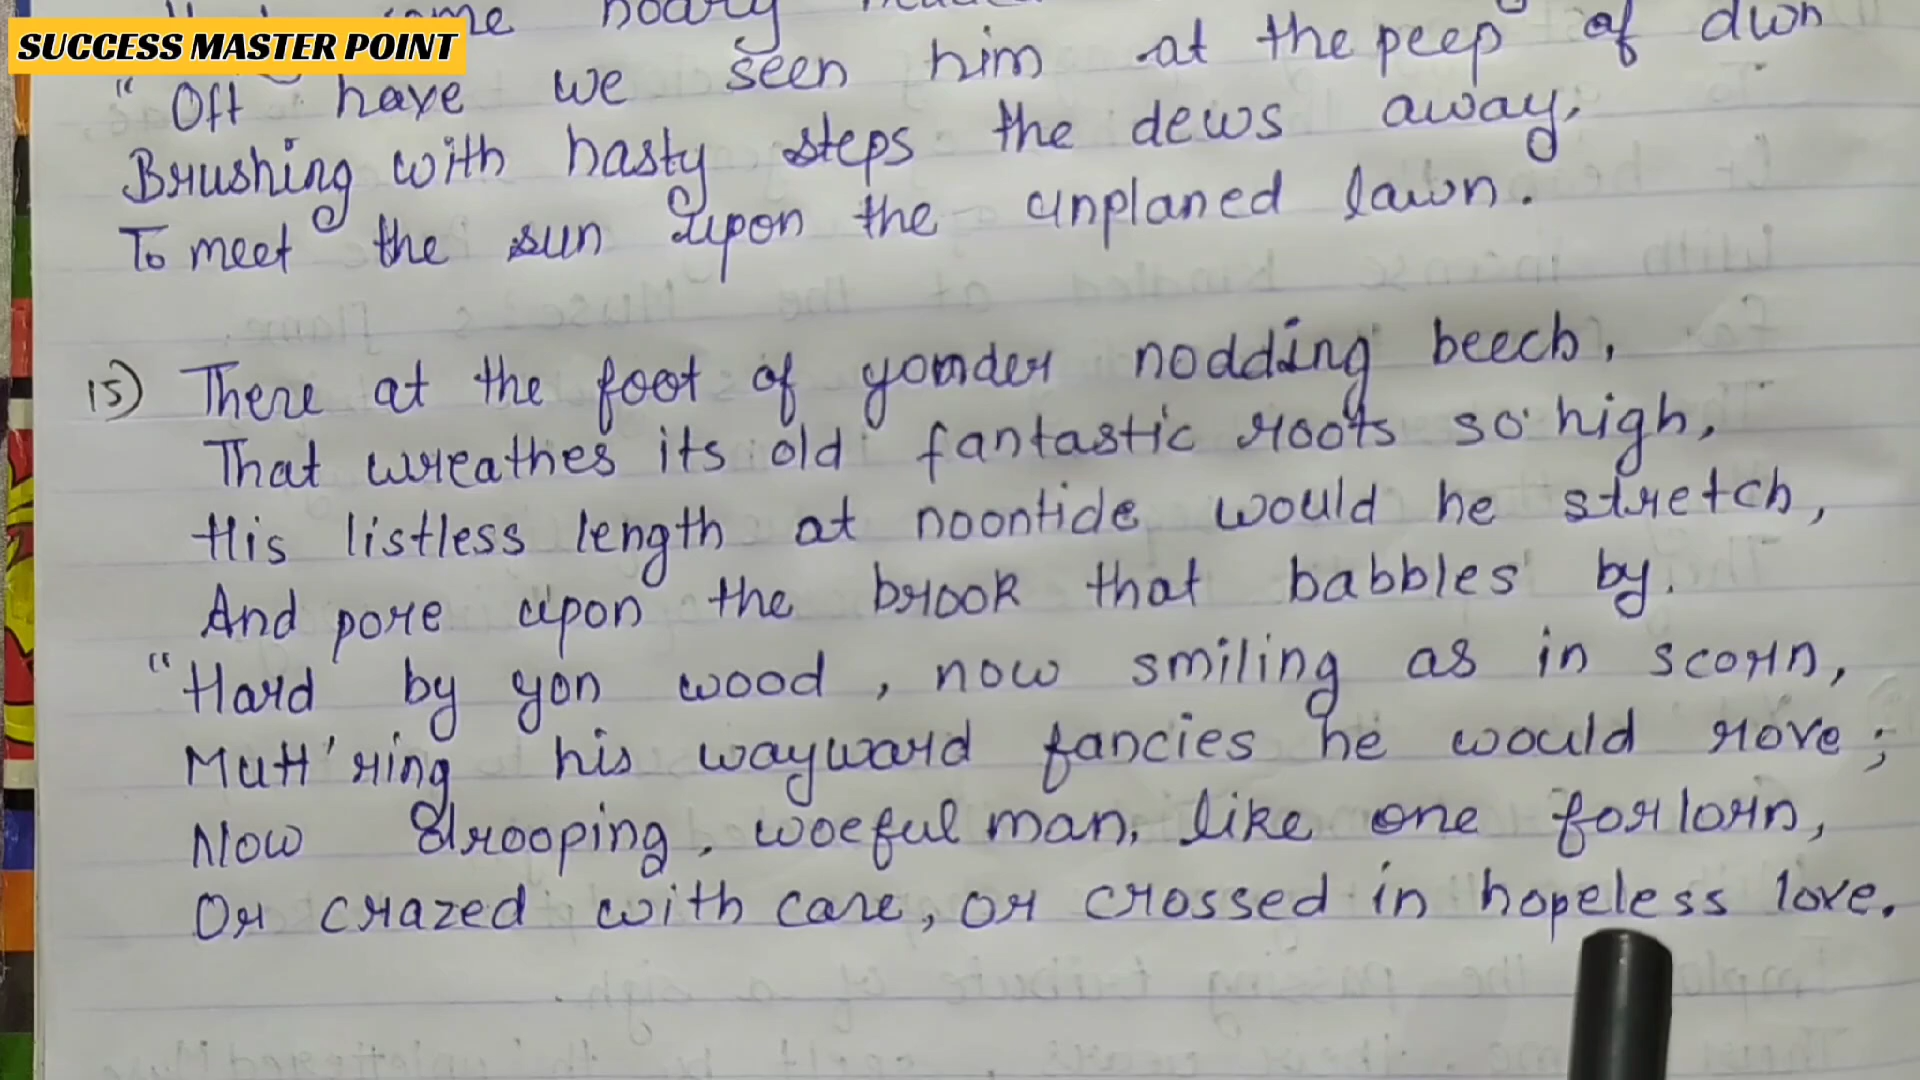 SUCCESS MASTER POINT
hoary
"Oft have we seen him at the peep of dwn
Brushing with hasty steps the dews away,
To meet the sun upon the unplaned lawn.
15) There at the foot of yonder nodding beech,
That wreathes its old fantastic roots so high,
His listless length at noontide would he stretch,
And pore upon the brook that babbles by.
"Hard by yon wood, now smiling as in scorn,
Mutt'ring his wayward fancies he would rove;
Now drooping, woeful man, like one forlorn,
Or crazed with care, or crossed in hopeless love.